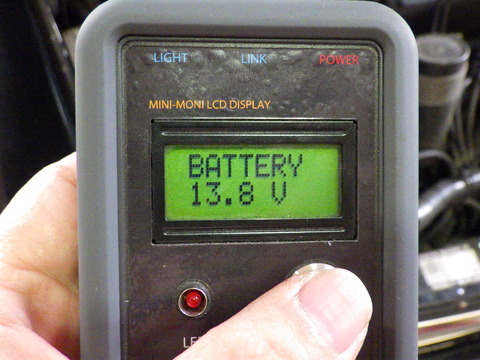 LIGHT LINK POWER
MINI-MONI LCD DISPLAY
BATTERY
13.8 V